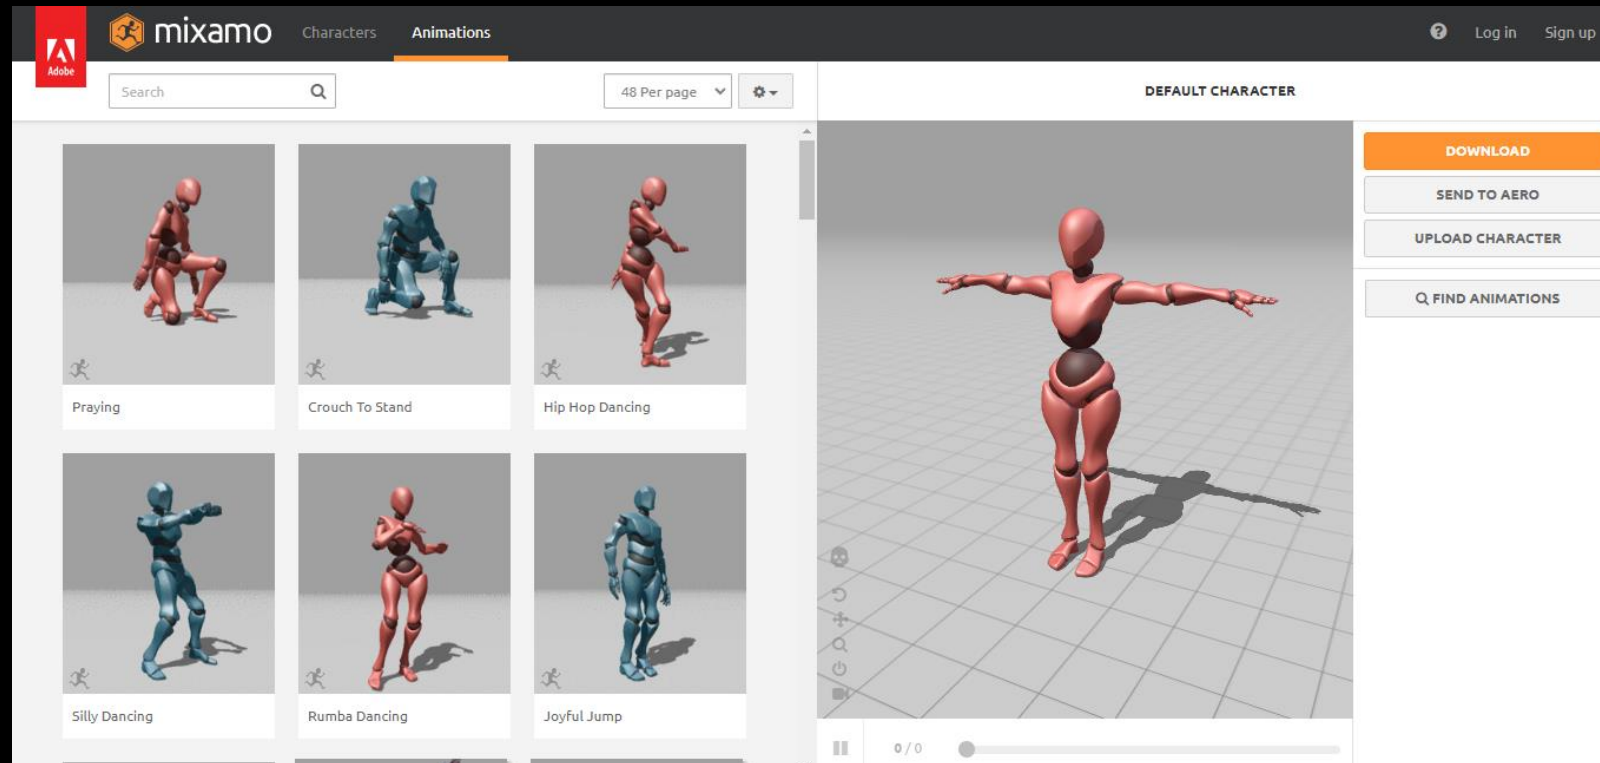 Adobe
mixamo
Characters
Animations
Log in
Sign up
Search
48 Per page
DEFAULT CHARACTER
DOWNLOAD
SEND TO AERO
UPLOAD CHARACTER
FIND ANIMATIONS
Praying
Crouch To Stand
Hip Hop Dancing
Silly Dancing
Rumba Dancing
Joyful Jump
0 / 0